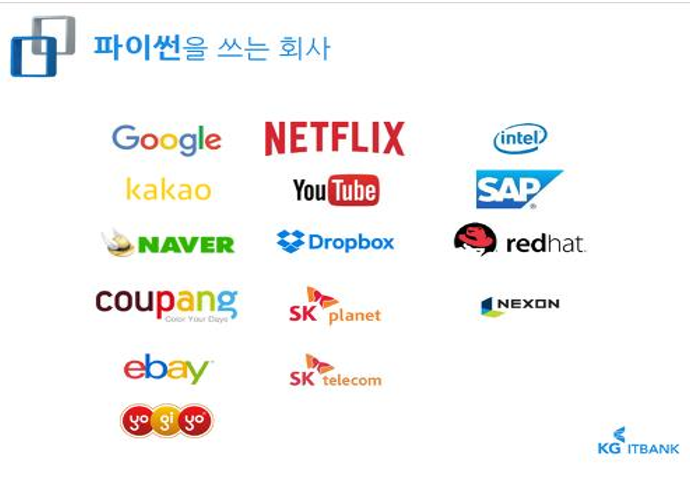 파이썬을 쓰는 회사
Google
NETFLIX
intel
kakao
YouTube
SAP
NAVER
Dropbox
redhat.
coupang
Color Your Days
SK planet
NEXON
ebay
SK telecom
yo gi yo
KG ITBANK